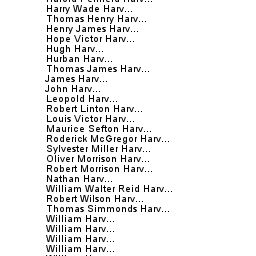 Harry Wade Harv...
Thomas Henry Harv...
Henry James Harv...
Hope Victor Harv...
Hugh Harv...
Hurban Harv...
Thomas James Harv...
James Harv...
John Harv...
Leopold Harv...
Robert Linton Harv...
Louis Victor Harv...
Maurice Sefton Harv...
Roderick McGregor Harv...
Sylvester Miller Harv...
Oliver Morrison Harv...
Robert Morrison Harv...
Nathan Harv...
William Walter Reid Harv...
Robert Wilson Harv...
Thomas Simmonds Harv...
William Harv...
William Harv...
William Harv...
William Harv...